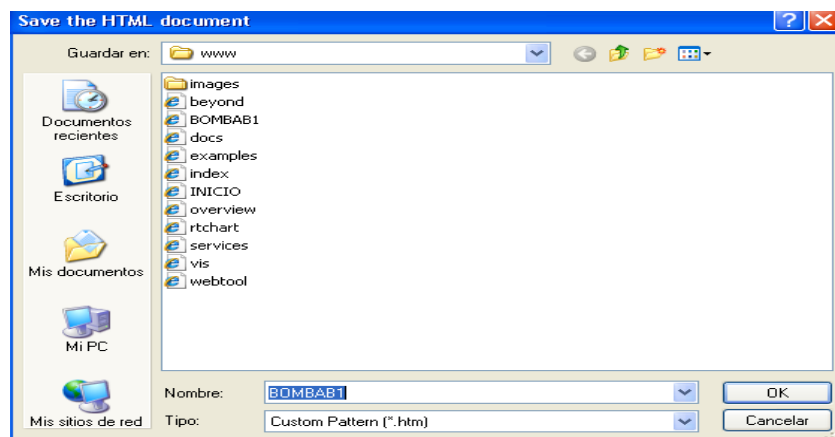 Save the HTML document
Guardar en: www
Documentos
recientes
Escritorio
Mis documentos
Mi PC
Mis sitios de red
images
beyond
BOMBAB1
docs
examples
index
INICIO
overview
rtchart
services
vis
webtool
Nombre: BOMBAB1 OK
Tipo: Custom Pattern (*.htm) Cancelar